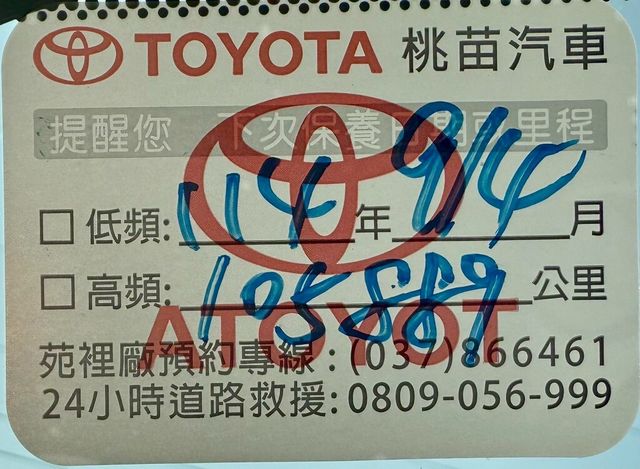 TOYOTA 桃苗汽車
提醒您 下次保養日期或里程
低頻: 114 年 9/4 月
高頻: 105889 公里
苑裡廠預約專線: (037)866461
24小時道路救援: 0809-056-999